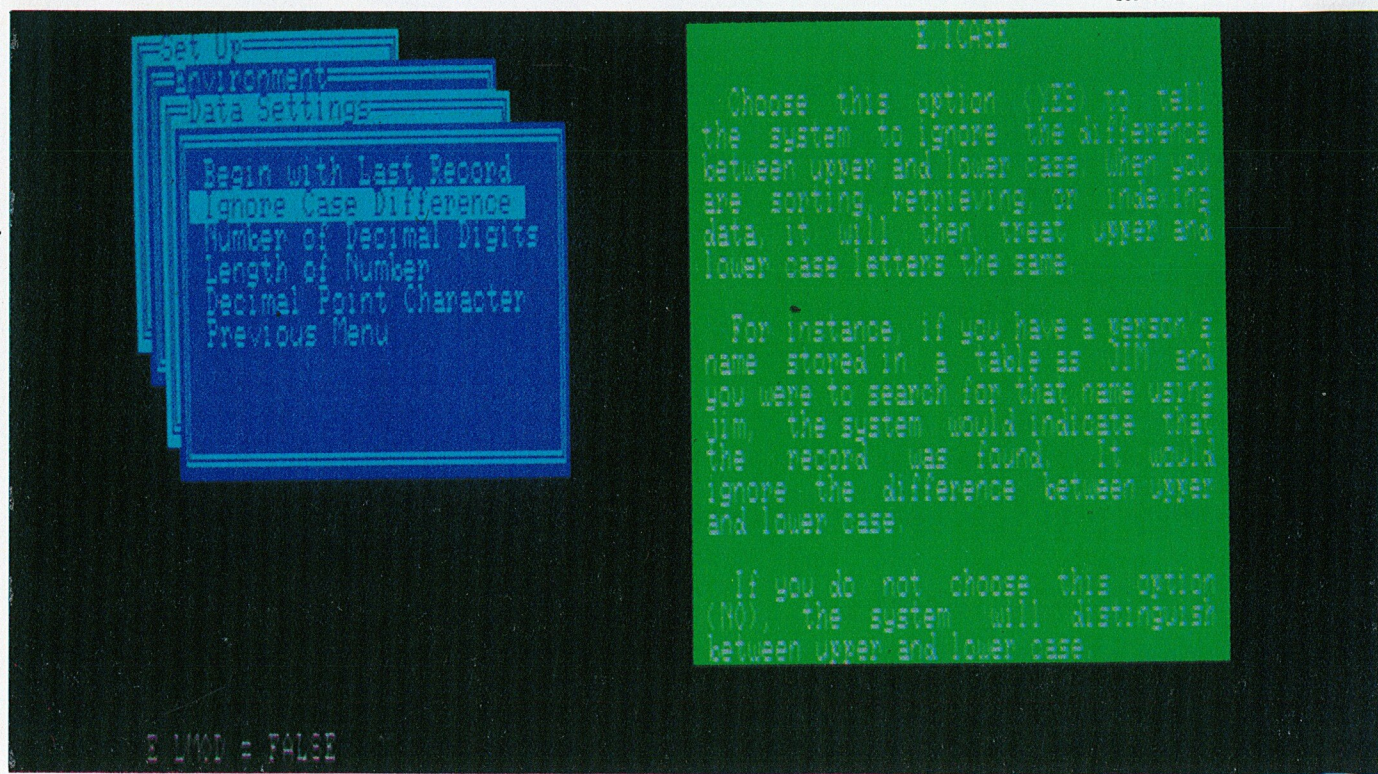 Set Up
Environment
Data Settings
Begin with Last Record
Ignore Case Difference
Number of Decimal Digits
Length of Number
Decimal Point Character
Previous Menu
E.ICASE
Choose this option (YES) to tell
the system to ignore the difference
between upper and lower case when you
are sorting, retrieving, or indexing
data, it will then treat upper and
lower case letters the same.
For instance, if you have a person's
name stored in a table as JIM and
you were to search for that name using
jim, the system would indicate that
the record was found. It would
ignore the difference between upper
and lower case.
If you do not choose this option
(NO), the system will distinguish
between upper and lower case.
E.LMOD = FALSE